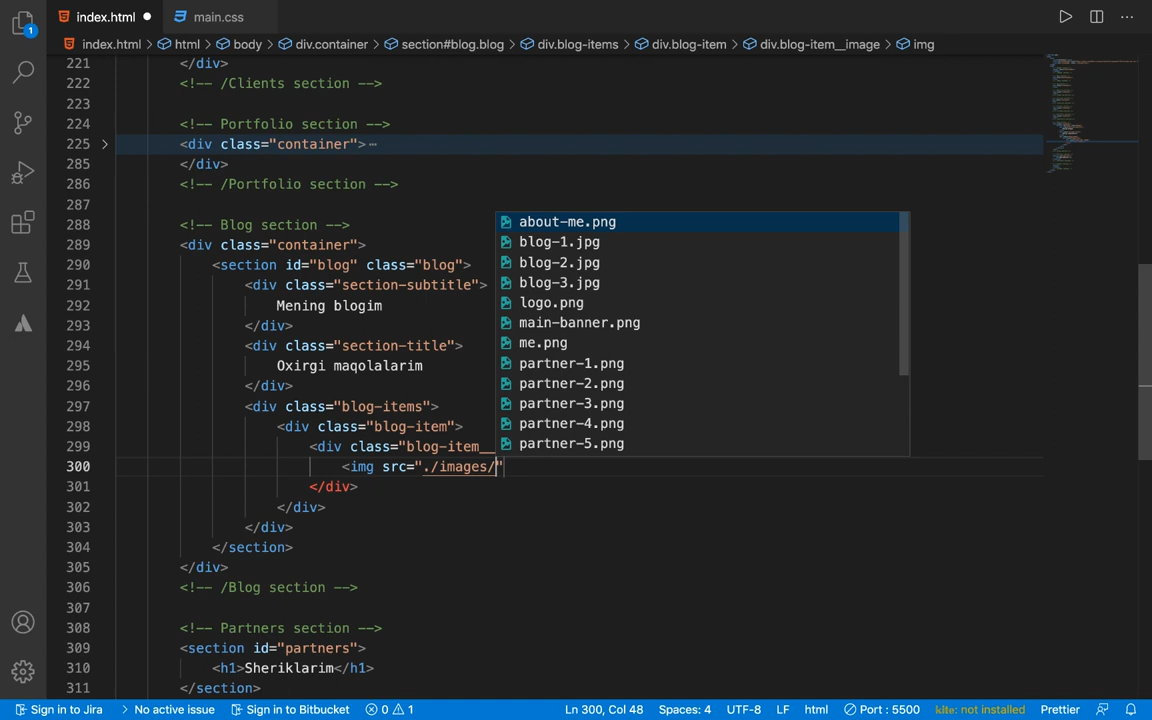 1
index.html
main.css
index.html > html > body > div.container > section#blog.blog > div.blog-items > div.blog-item > div.blog-item__image > img
221 </div>
222 <!-- /Clients section -->
223
224 <!-- Portfolio section -->
225 <div class="container">⋯
285 </div>
286 <!-- /Portfolio section -->
287
288 <!-- Blog section -->
289 <div class="container">
290 <section id="blog" class="blog">
291 <div class="section-subtitle">
292 Mening blogim
293 </div>
294 <div class="section-title">
295 Oxirgi maqolalarim
296 </div>
297 <div class="blog-items">
298 <div class="blog-item">
299 <div class="blog-item__
300 <img src="./images/"
301 </div>
302 </div>
303 </div>
304 </section>
305 </div>
306 <!-- /Blog section -->
307
308 <!-- Partners section -->
309 <section id="partners">
310 <h1>Sheriklarim</h1>
311 </section>
about-me.png
blog-1.jpg
blog-2.jpg
blog-3.jpg
logo.png
main-banner.png
me.png
partner-1.png
partner-2.png
partner-3.png
partner-4.png
partner-5.png
Sign in to Jira No active issue Sign in to Bitbucket 0 1 Ln 300, Col 48 Spaces: 4 UTF-8 LF html Port : 5500 kite: not installed Prettier